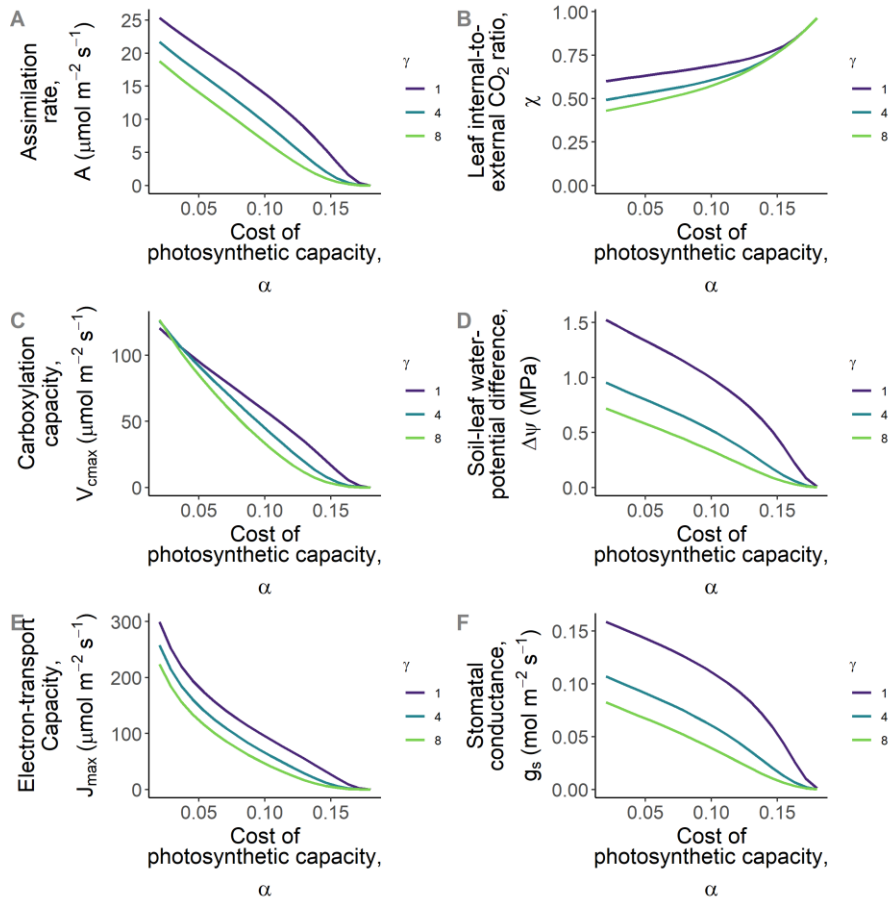 A
Assimilation
rate,
A (μmol m⁻² s⁻¹)
25
20
15
10
5
0
0.05 0.10 0.15
Cost of
photosynthetic capacity,
α
γ
1
4
8
B
Leaf internal-to-
external CO₂ ratio,
χ
1.00
0.75
0.50
0.25
0.00
0.05 0.10 0.15
Cost of
photosynthetic capacity,
α
γ
1
4
8
C
Carboxylation
capacity,
Vcmax (μmol m⁻² s⁻¹)
100
50
0
0.05 0.10 0.15
Cost of
photosynthetic capacity,
α
γ
1
4
8
D
Soil-leaf water-
potential difference,
Δψ (MPa)
1.5
1.0
0.5
0.0
0.05 0.10 0.15
Cost of
photosynthetic capacity,
α
γ
1
4
8
E
Electron-transport
Capacity,
Jmax (μmol m⁻² s⁻¹)
300
200
100
0
0.05 0.10 0.15
Cost of
photosynthetic capacity,
α
γ
1
4
8
F
Stomatal
conductance,
gs (mol m⁻² s⁻¹)
0.15
0.10
0.05
0.00
0.05 0.10 0.15
Cost of
photosynthetic capacity,
α
γ
1
4
8